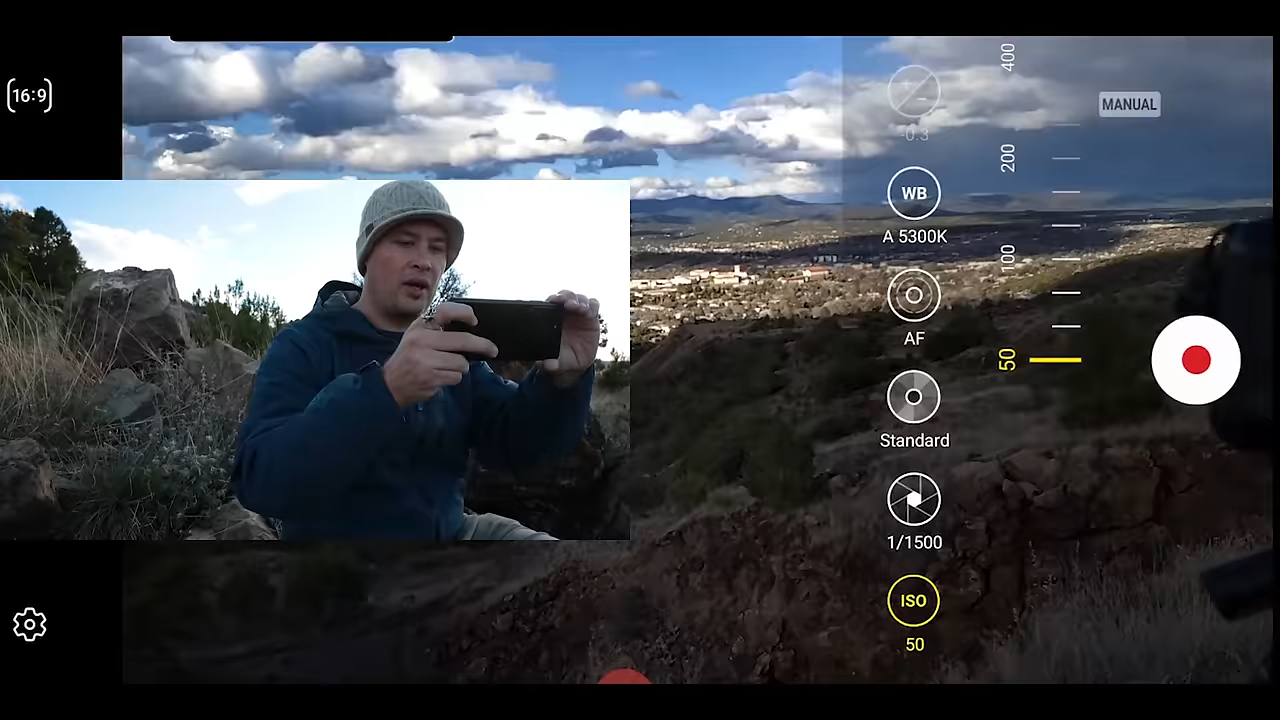 16:9
-0.3
WB
A 5300K
AF
Standard
1/1500
ISO
50
400
200
100
50
MANUAL